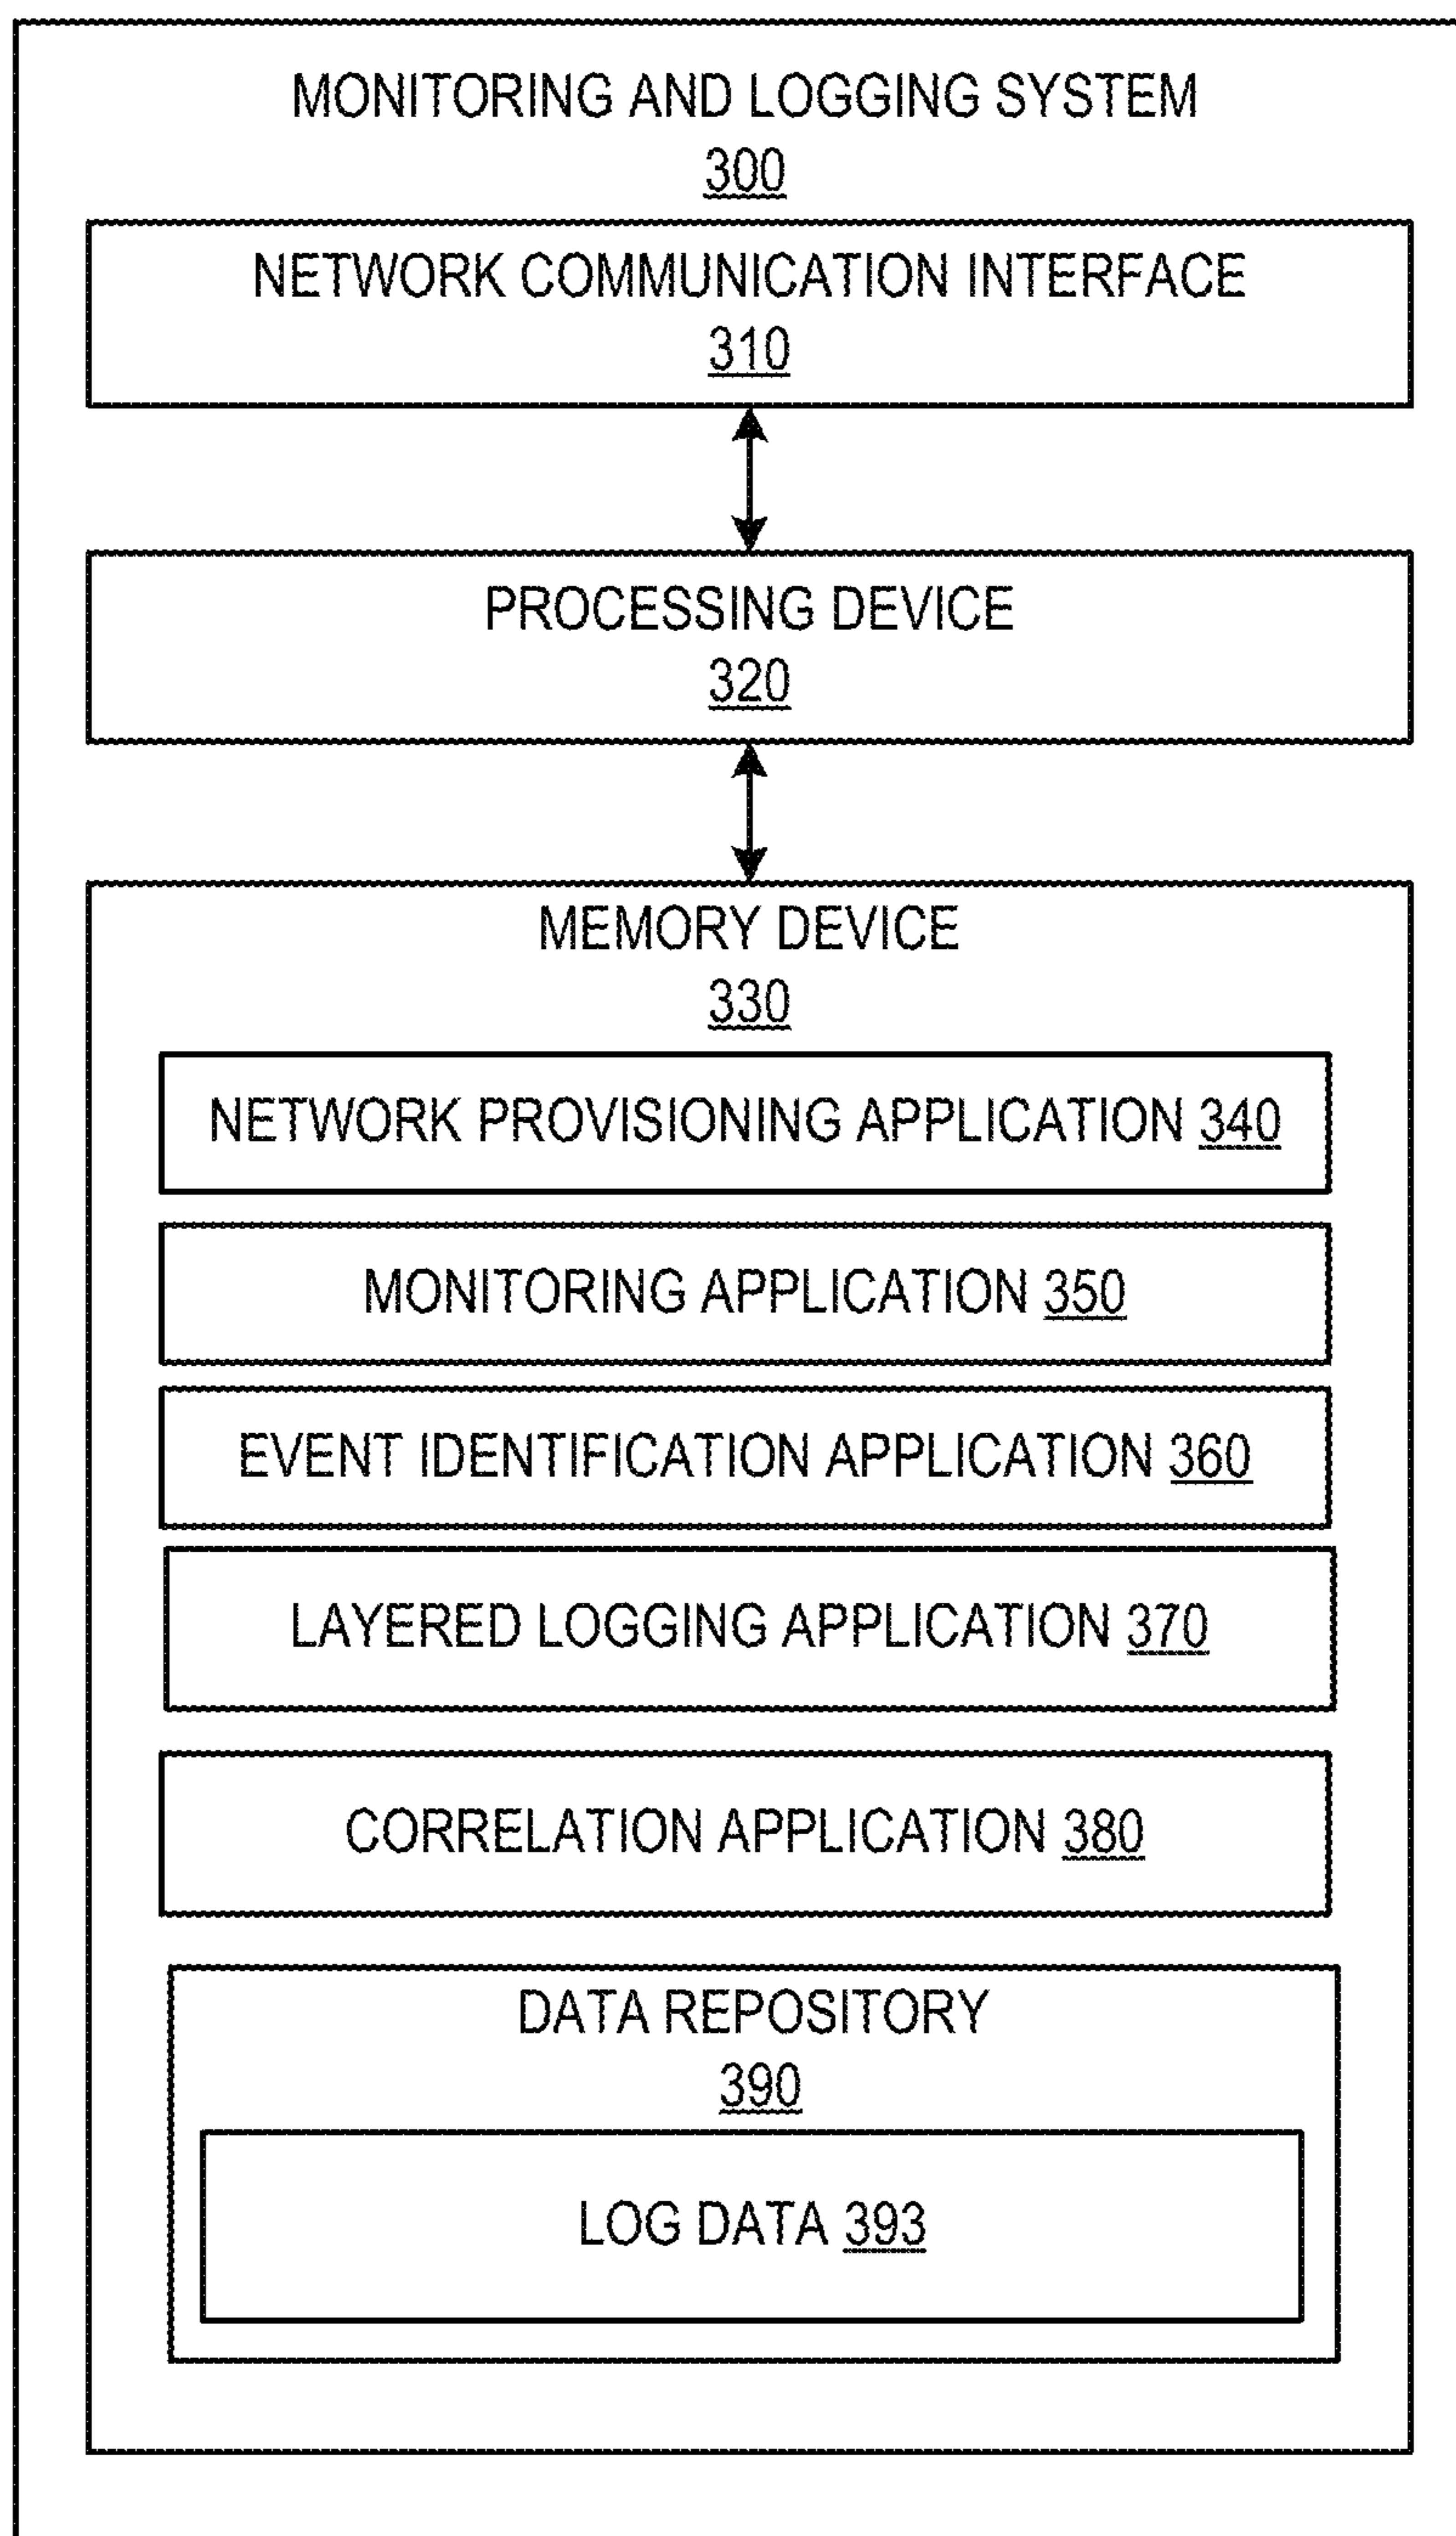 MONITORING AND LOGGING SYSTEM
300
NETWORK COMMUNICATION INTERFACE
310
PROCESSING DEVICE
320
MEMORY DEVICE
330
NETWORK PROVISIONING APPLICATION 340
MONITORING APPLICATION 350
EVENT IDENTIFICATION APPLICATION 360
LAYERED LOGGING APPLICATION 370
CORRELATION APPLICATION 380
DATA REPOSITORY
390
LOG DATA 393